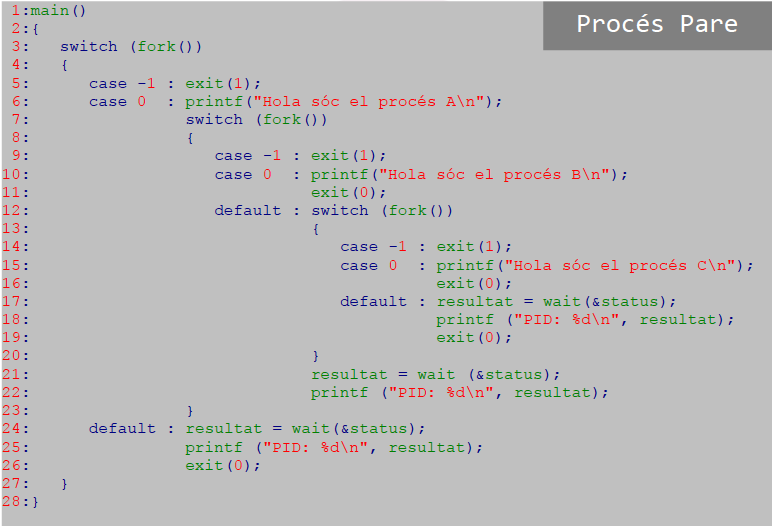 Procés Pare
1:main()
2:{
3:   switch (fork())
4:   {
5:      case -1 : exit(1);
6:      case 0  : printf("Hola sóc el procés A\n");
7:                switch (fork())
8:                {
9:                   case -1 : exit(1);
10:                   case 0  : printf("Hola sóc el procés B\n");
11:                             exit(0);
12:                   default : switch (fork())
13:                             {
14:                                case -1 : exit(1);
15:                                case 0  : printf("Hola sóc el procés C\n");
16:                                          exit(0);
17:                                default : resultat = wait(&status);
18:                                          printf ("PID: %d\n", resultat);
19:                                          exit(0);
20:                             }
21:                             resultat = wait (&status);
22:                             printf ("PID: %d\n", resultat);
23:                }
24:      default : resultat = wait(&status);
25:                printf ("PID: %d\n", resultat);
26:                exit(0);
27:   }
28:}